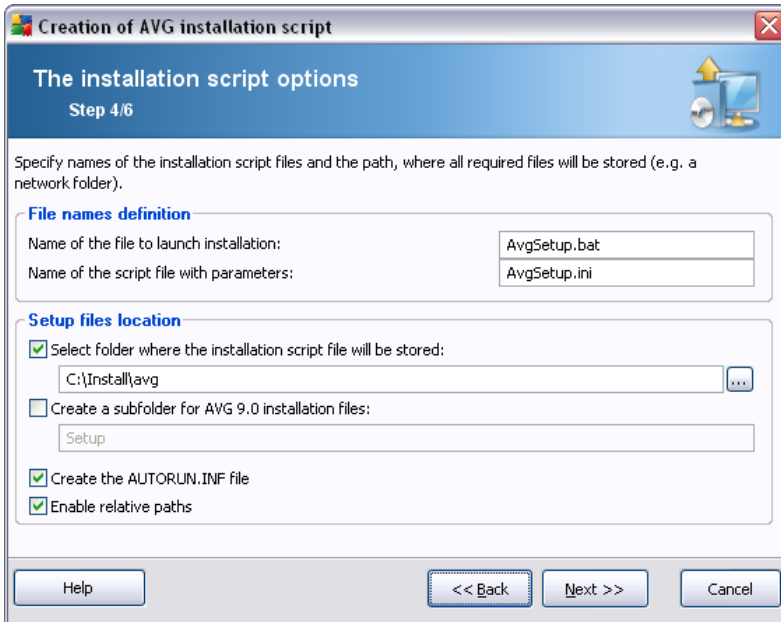 Creation of AVG installation script
The installation script options
Step 4/6
Specify names of the installation script files and the path, where all required files will be stored (e.g. a
network folder).
File names definition
Name of the file to launch installation:
AvgSetup.bat
Name of the script file with parameters:
AvgSetup.ini
Setup files location
Select folder where the installation script file will be stored:
C:\Install\avg
...
Create a subfolder for AVG 9.0 installation files:
Setup
Create the AUTORUN.INF file
Enable relative paths
Help
<< Back
Next >>
Cancel